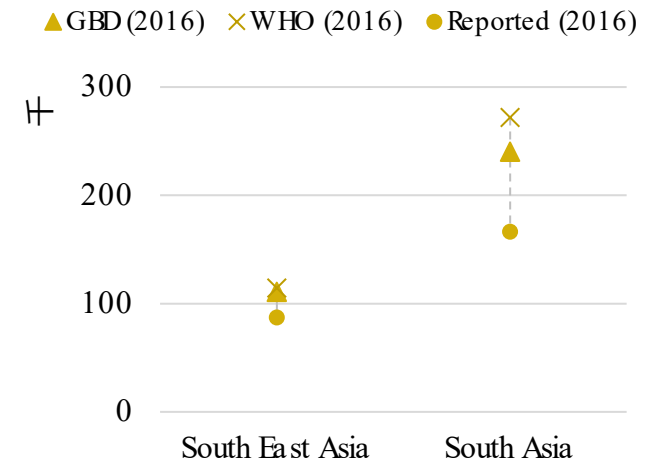 GBD (2016) WHO (2016) Reported (2016)
千
300
200
100
0
South East Asia South Asia